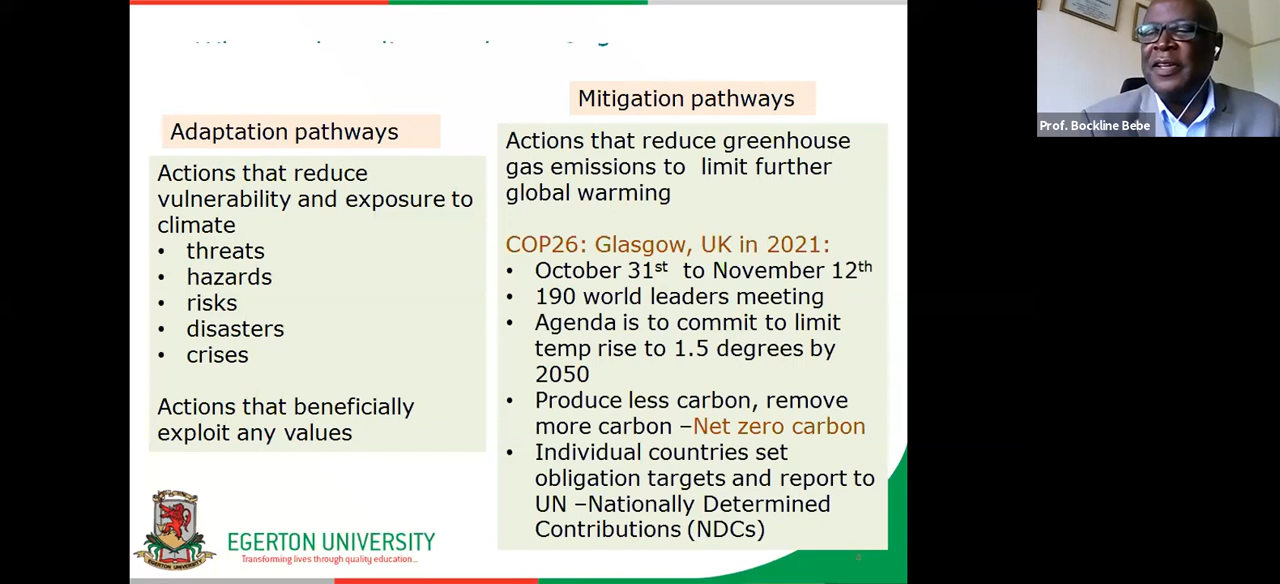 Adaptation pathways
Actions that reduce
vulnerability and exposure to
climate
• threats
• hazards
• risks
• disasters
• crises
Actions that beneficially
exploit any values
Mitigation pathways
Actions that reduce greenhouse
gas emissions to limit further
global warming
COP26: Glasgow, UK in 2021:
• October 31st to November 12th
• 190 world leaders meeting
• Agenda is to commit to limit
temp rise to 1.5 degrees by
2050
• Produce less carbon, remove
more carbon –Net zero carbon
• Individual countries set
obligation targets and report to
UN –Nationally Determined
Contributions (NDCs)
EGERTON UNIVERSITY
Transforming lives through quality education...
4
Prof. Bockline Bebe